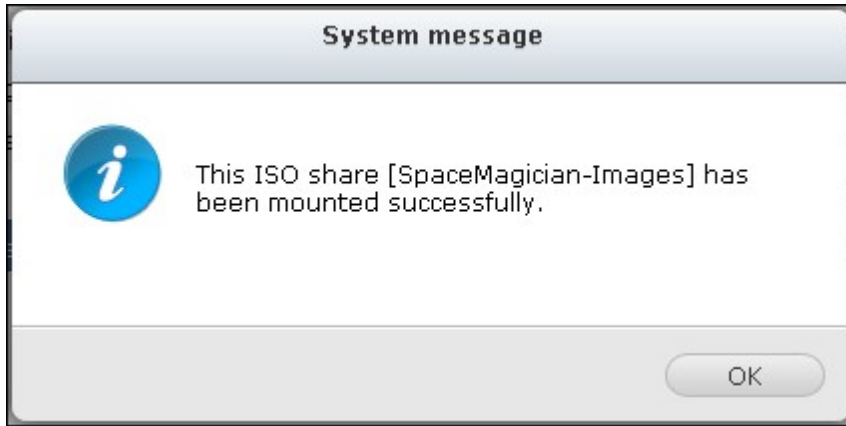 System message
This ISO share [SpaceMagician-Images] has
been mounted successfully.
OK